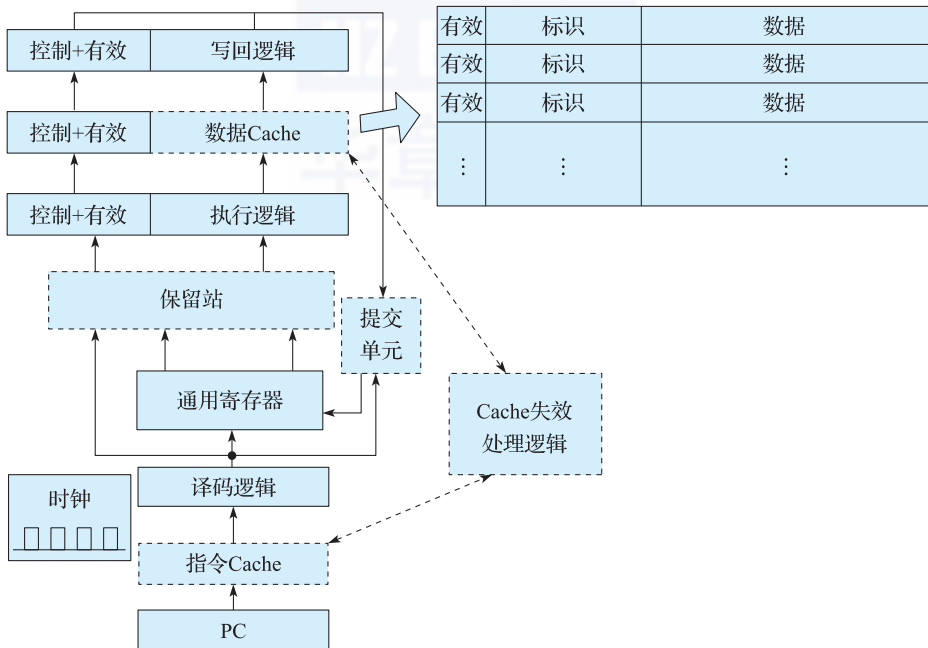 有效 标识 数据
控制+有效 写回逻辑
有效 标识 数据
有效 标识 数据
控制+有效 数据Cache
⋮ ⋮ ⋮
控制+有效 执行逻辑
保留站
提交
单元
通用寄存器
Cache失效
处理逻辑
译码逻辑
时钟
指令Cache
PC